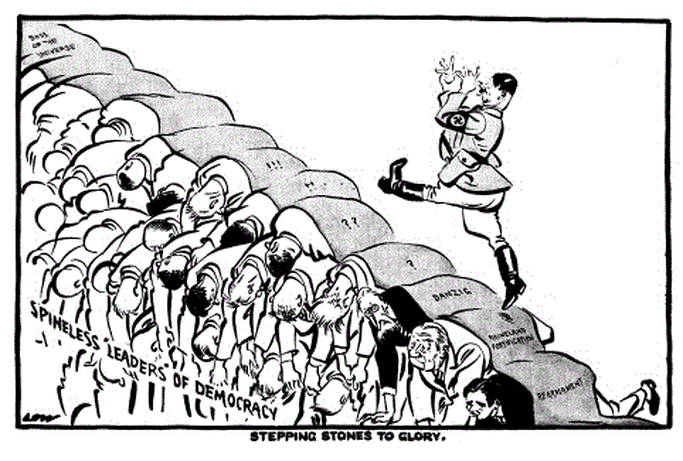 BOSS
OF THE
UNIVERSE
!!!
!!
??
?
DANZIG
RHINELAND
FORTIFICATION
REARMAMENT
SPINELESS LEADERS OF DEMOCRACY
LOW
STEPPING STONES TO GLORY.